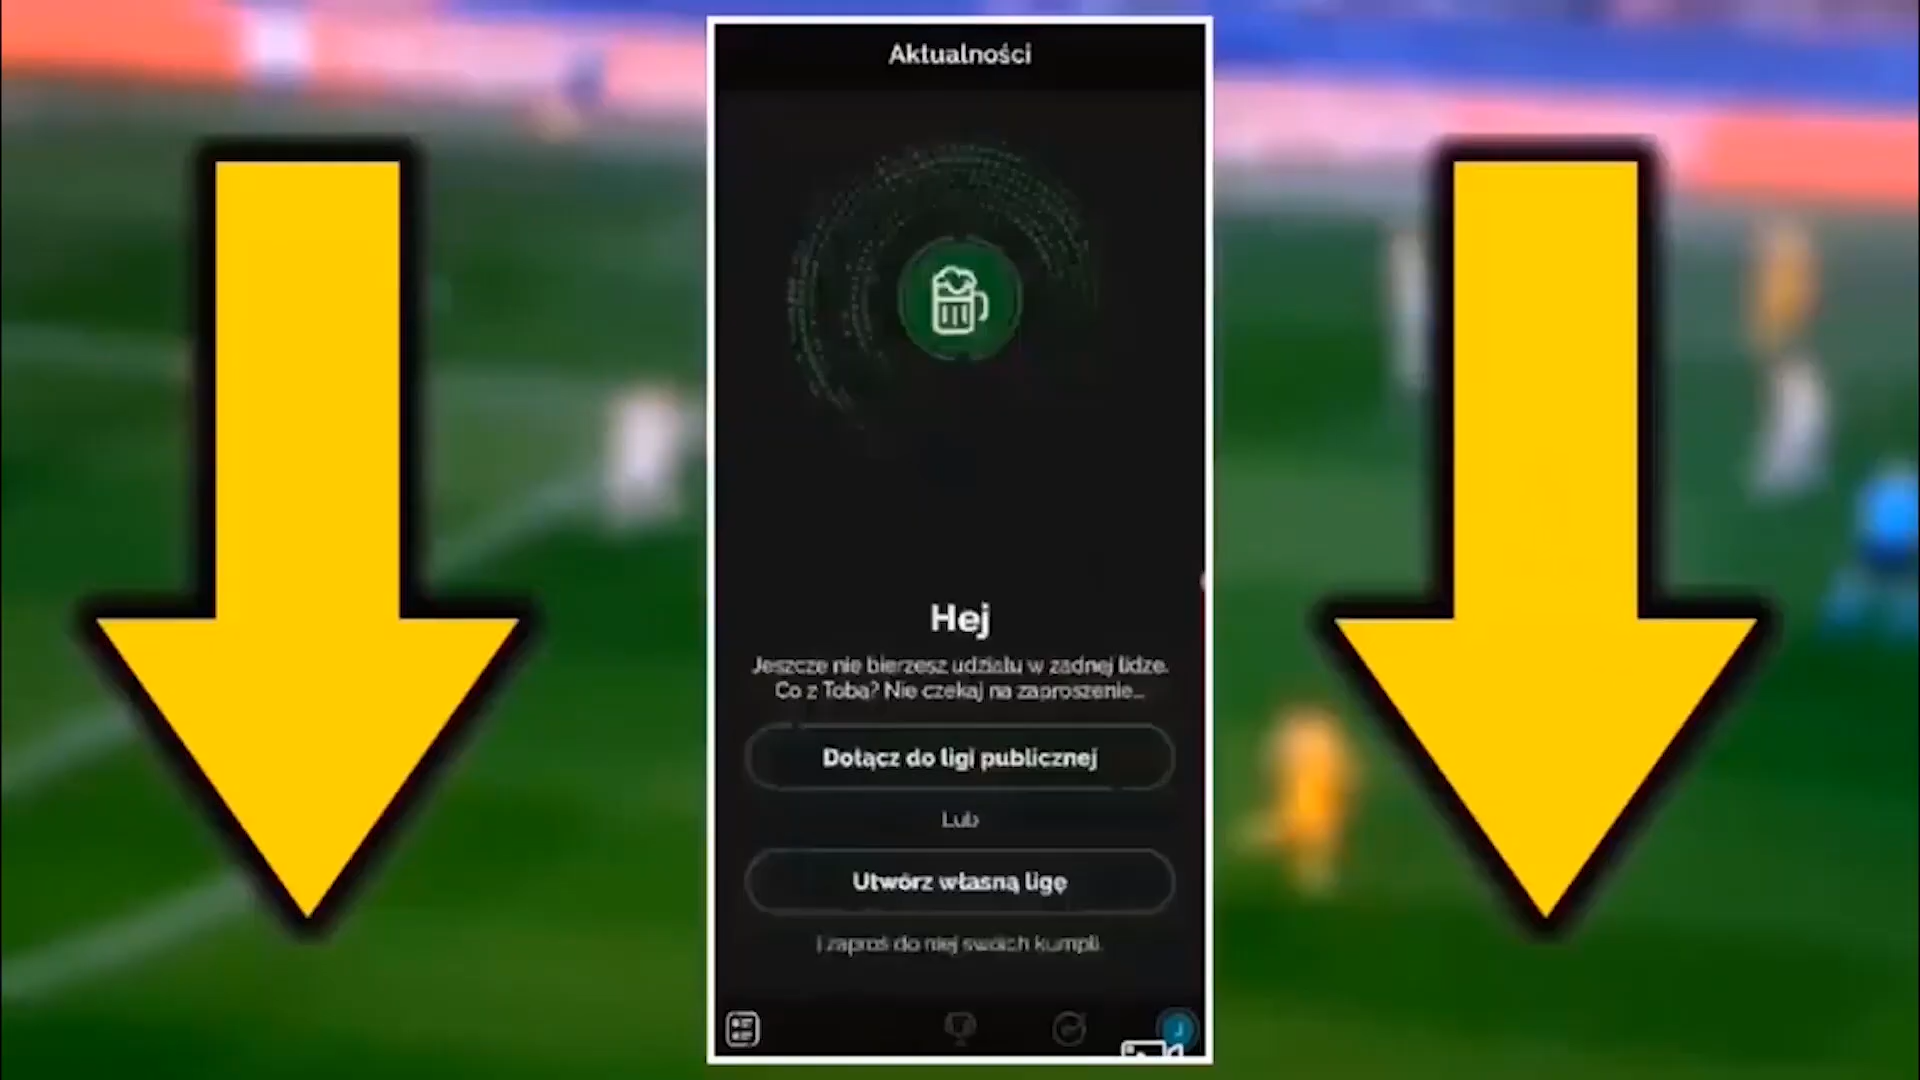 Aktualności
Hej
Jeszcze nie bierzesz udziału w żadnej lidze.
Co z Tobą? Nie czekaj na zaproszenie...
Dołącz do ligi publicznej
Lub
Utwórz własną ligę
I zaproś do niej swoich kumpli.
J